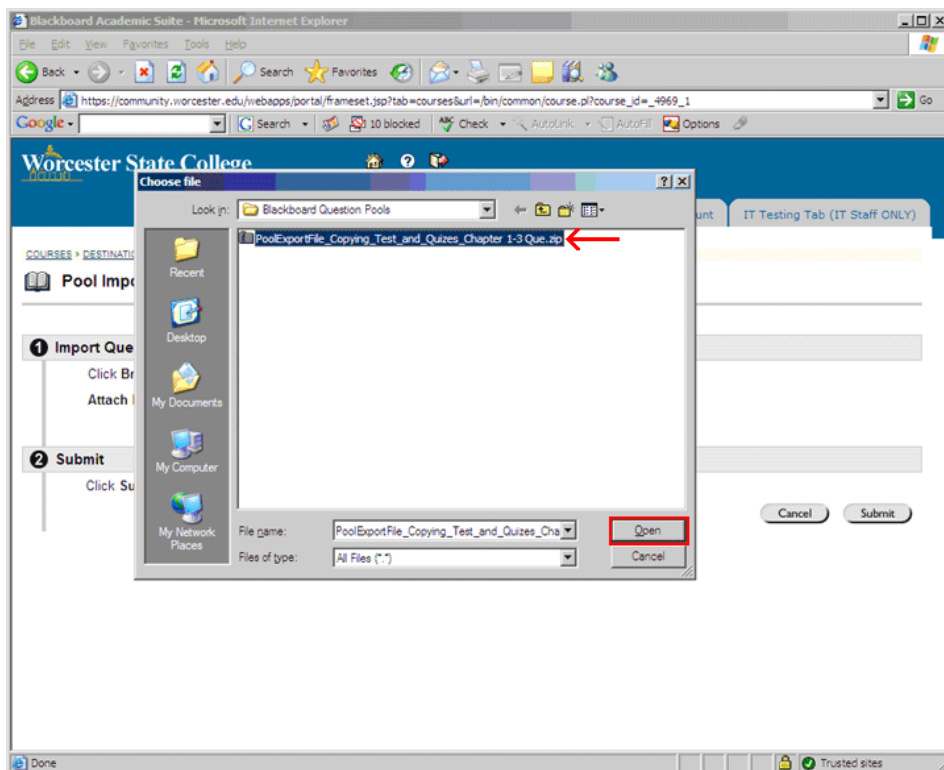 Blackboard Academic Suite - Microsoft Internet Explorer
File Edit View Favorites Tools Help
Back Search Favorites
Address https://community.worcester.edu/webapps/portal/frameset.jsp?tab=courses&url=/bin/common/course.pl?course_id=_4969_1 Go
Google Search 10 blocked Check AutoLink AutoFill Options
Worcester State College
Choose file
Look in: Blackboard Question Pools
unt IT Testing Tab (IT Staff ONLY)
PoolExportFile_Copying_Test_and_Quizes_Chapter 1-3 Que.zip
COURSES > DESTINATIO
Recent
Pool Impo
Desktop
1 Import Que
Click Br
My Documents
Attach
2 Submit
My Computer
Click Su
Cancel Submit
My Network Places
File name: PoolExportFile_Copying_Test_and_Quizes_Cha Open
Files of type: All Files (*.*) Cancel
Done Trusted sites